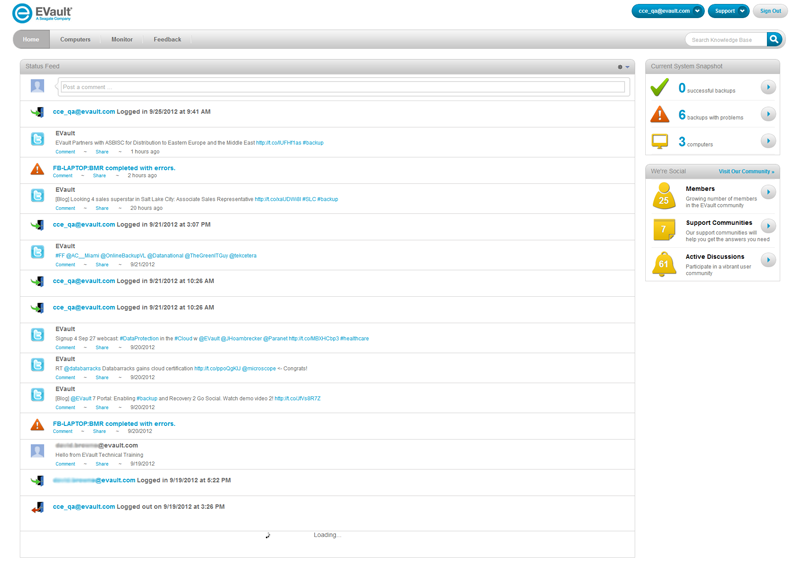 EVault®
A Seagate Company
cce_qa@evault.com
Support
Sign Out
Home
Computers
Monitor
Feedback
Search Knowledge Base
Status Feed
Post a comment ...
cce_qa@evault.com Logged in 9/25/2012 at 9:41 AM
EVault
EVault Partners with ASBISC for Distribution to Eastern Europe and the Middle East #backup
Comment ~ Share ~ 1 hours ago
FB-LAPTOP:BMR completed with errors.
Comment ~ Share ~ 2 hours ago
EVault
[Blog] Looking 4 sales superstar in Salt Lake City: Associate Sales Representative #SLC #backup
Comment ~ Share ~ 20 hours ago
cce_qa@evault.com Logged in 9/21/2012 at 3:07 PM
EVault
#FF @AC__Miami @OnlineBackupVL @Datanational @TheGreenITGuy @tekcetera
Comment ~ Share ~ 9/21/2012
cce_qa@evault.com Logged in 9/21/2012 at 10:26 AM
cce_qa@evault.com Logged in 9/21/2012 at 10:26 AM
EVault
Signup 4 Sep 27 webcast: #DataProtection in the #Cloud w @EVault @JHoambrecker @Paranet http://t.co/MBXHCbp3 #healthcare
Comment ~ Share ~ 9/20/2012
EVault
RT @databarracks Databarracks gains cloud certification http://t.co/ppoQgKIJ @microscope <- Congrats!
Comment ~ Share ~ 9/20/2012
EVault
[Blog] @EVault 7 Portal: Enabling #backup and Recovery 2 Go Social. Watch demo video 2! http://t.co/UfVs8R7Z
Comment ~ Share ~ 9/20/2012
FB-LAPTOP:BMR completed with errors.
Comment ~ Share ~ 9/20/2012
@evault.com
Hello from EVault Technical Training
Comment ~ Share ~ 9/19/2012
@evault.com Logged in 9/19/2012 at 5:22 PM
cce_qa@evault.com Logged out on 9/19/2012 at 3:26 PM
Loading...
Current System Snapshot
0 successful backups
6 backups with problems
3 computers
We're Social
Visit Our Community »
25
Members
Growing number of members in the EVault community
7
Support Communities
Our support communities will help you get the answers you need
61
Active Discussions
Participate in a vibrant user community